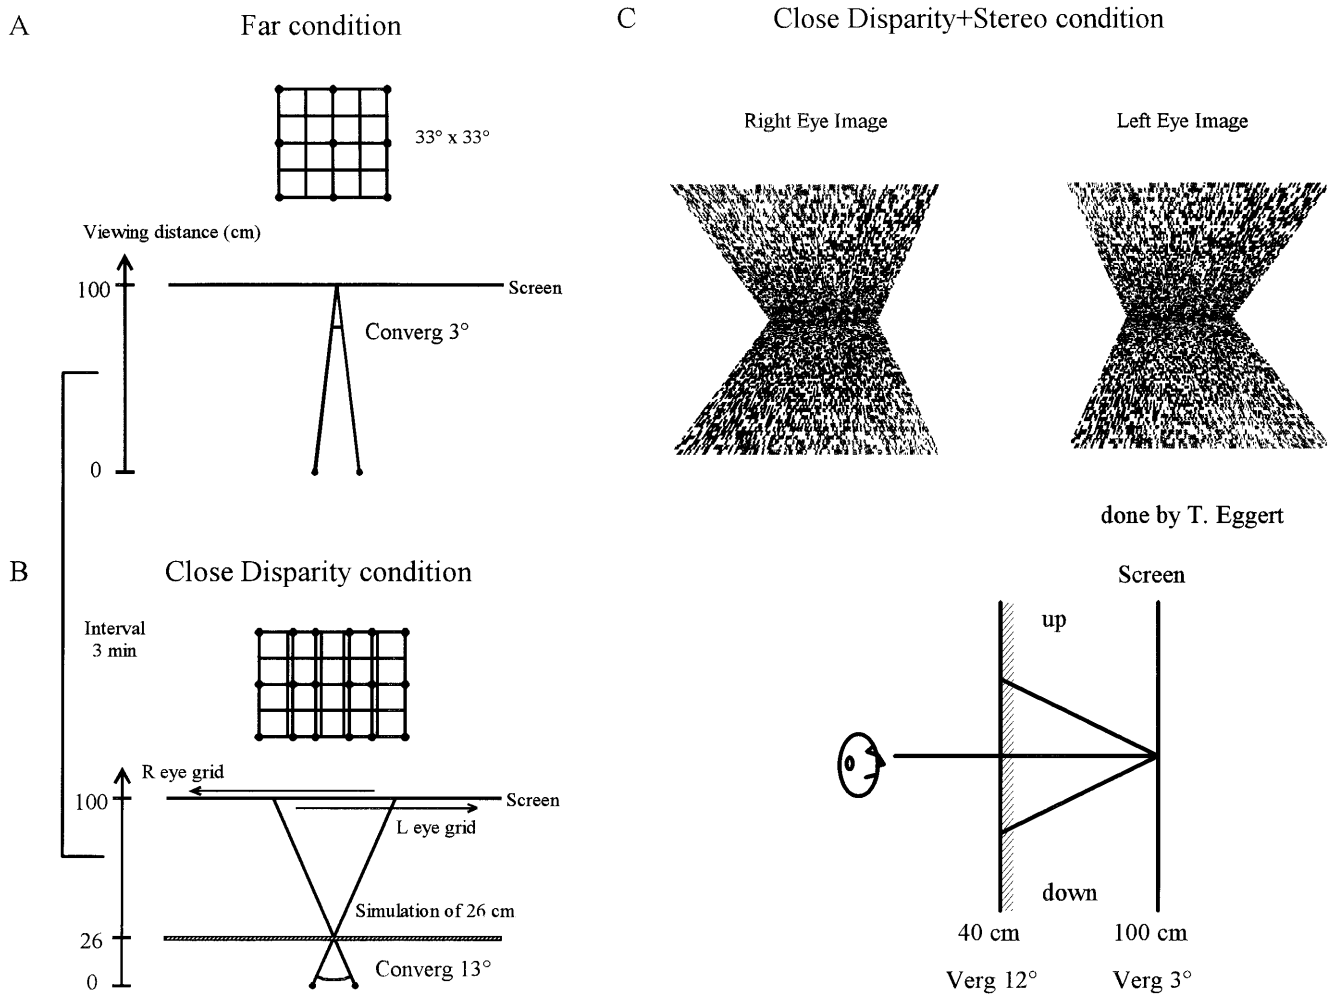 A
Far condition
33° x 33°
Viewing distance (cm)
100
Screen
Converg 3°
0
B
Close Disparity condition
Interval
3 min
R eye grid
100
Screen
L eye grid
Simulation of 26 cm
26
Converg 13°
0
C
Close Disparity+Stereo condition
Right Eye Image
Left Eye Image
done by T. Eggert
Screen
up
down
40 cm
100 cm
Verg 12°
Verg 3°